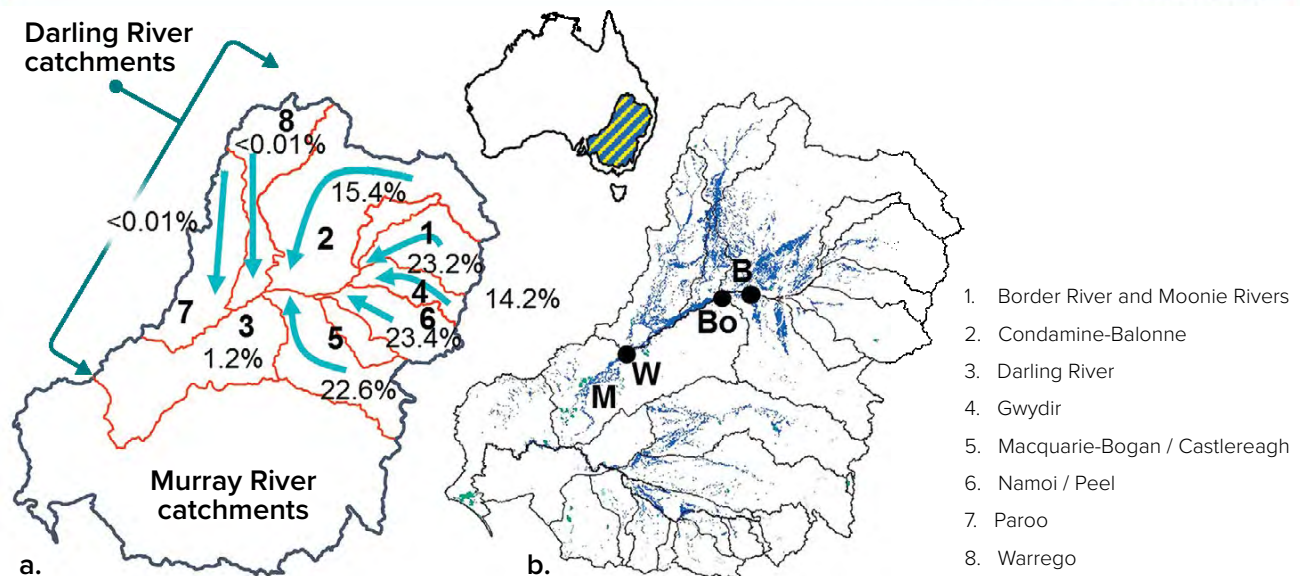 Darling River
catchments
8
<0.01%
15.4%
<0.01%
2
1
23.2%
4
14.2%
6
7
3
5
23.4%
1.2%
22.6%
Murray River
catchments
a.
B
Bo
W
M
b.
1. Border River and Moonie Rivers
2. Condamine-Balonne
3. Darling River
4. Gwydir
5. Macquarie-Bogan / Castlereagh
6. Namoi / Peel
7. Paroo
8. Warrego